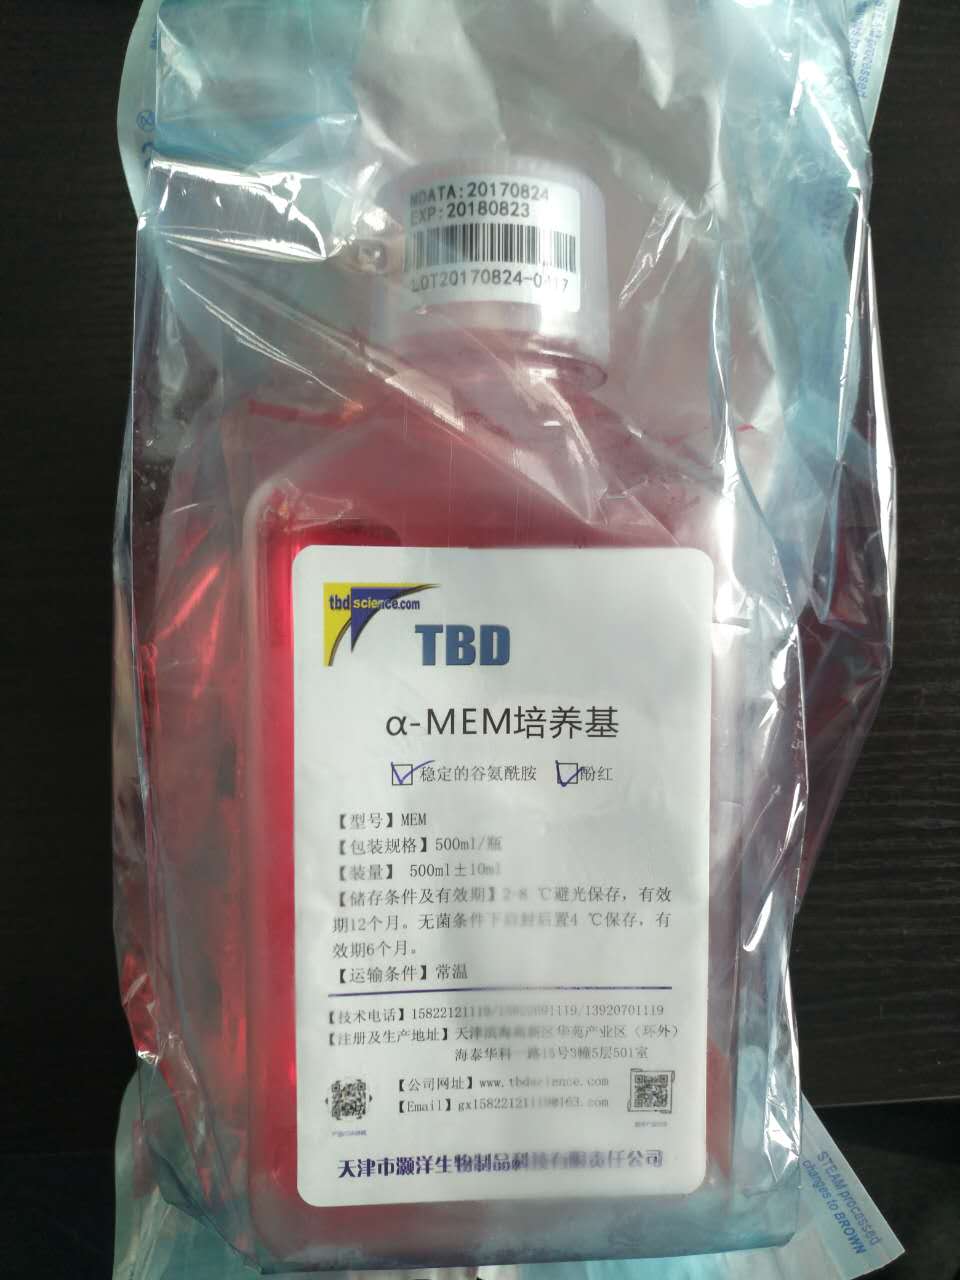 MDATA:20170824
EXP:20180823
LOT20170824-0417
tbdscience.com
TBD
α-MEM培养基
稳定的谷氨酰胺 酚红
【型号】MEM
【包装规格】500ml/瓶
【装量】 500ml±10ml
【储存条件及有效期】2-8 ℃避光保存，有效
期12个月。无菌条件下启封后置4 ℃保存，有
效期6个月。
【运输条件】常温
【技术电话】15822121119/ /13920701119
【注册及生产地址】天津滨海高新区华苑产业区（环外）
海泰华科一路15号3幢5层501室
【公司网址】www.tbdscience.com
【Email】gxl15822121119@163.com
天津市灏洋生物制品科技有限责任公司
STEAM processed
changes to BROWN